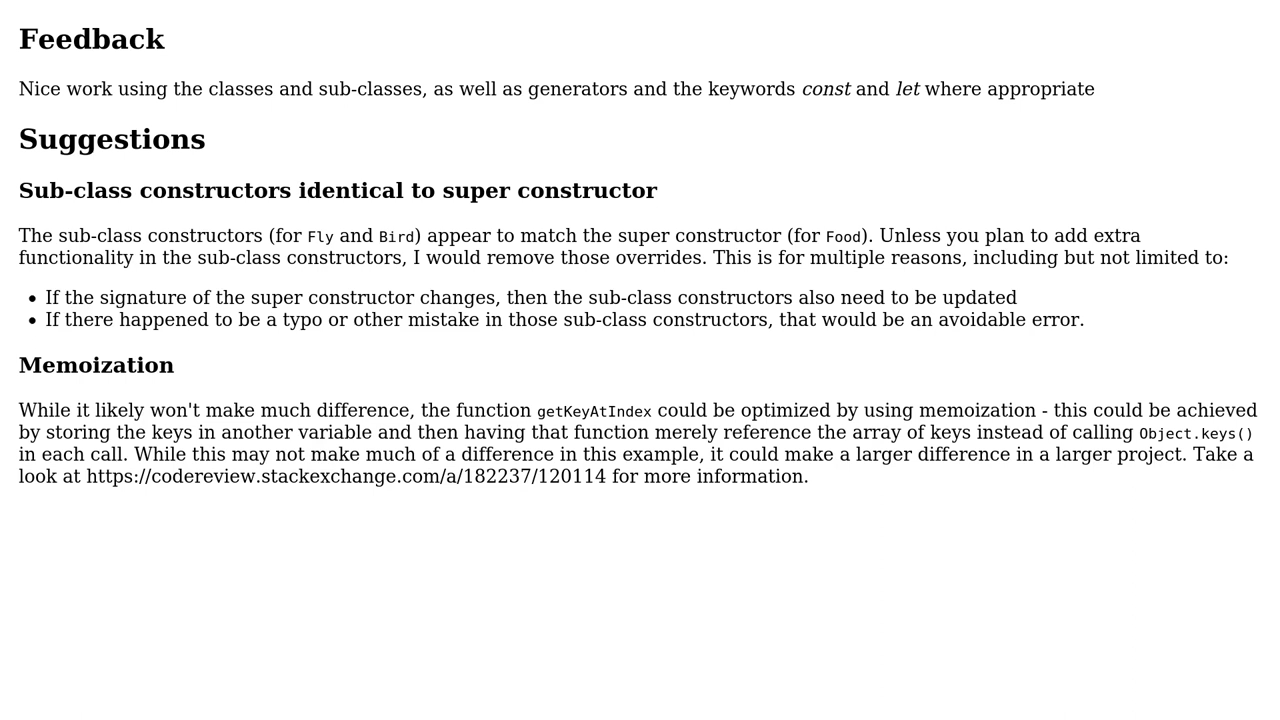 Feedback
Nice work using the classes and sub-classes, as well as generators and the keywords const and let where appropriate
Suggestions
Sub-class constructors identical to super constructor
The sub-class constructors (for Fly and Bird) appear to match the super constructor (for Food). Unless you plan to add extra
functionality in the sub-class constructors, I would remove those overrides. This is for multiple reasons, including but not limited to:
• If the signature of the super constructor changes, then the sub-class constructors also need to be updated
• If there happened to be a typo or other mistake in those sub-class constructors, that would be an avoidable error.
Memoization
While it likely won't make much difference, the function getKeyAtIndex could be optimized by using memoization - this could be achieved
by storing the keys in another variable and then having that function merely reference the array of keys instead of calling Object.keys()
in each call. While this may not make much of a difference in this example, it could make a larger difference in a larger project. Take a
look at https://codereview.stackexchange.com/a/182237/120114 for more information.